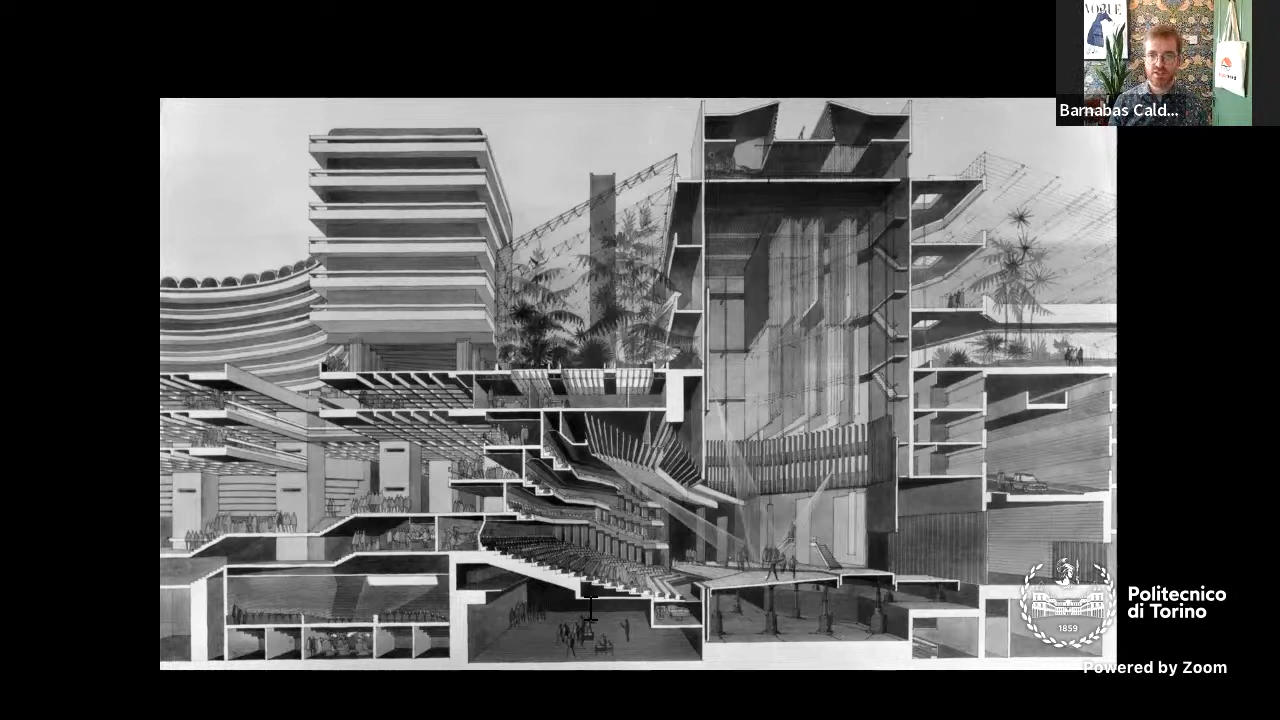 VOGUE
Barnabas Cald...
1859
Politecnico
di Torino
Powered by Zoom